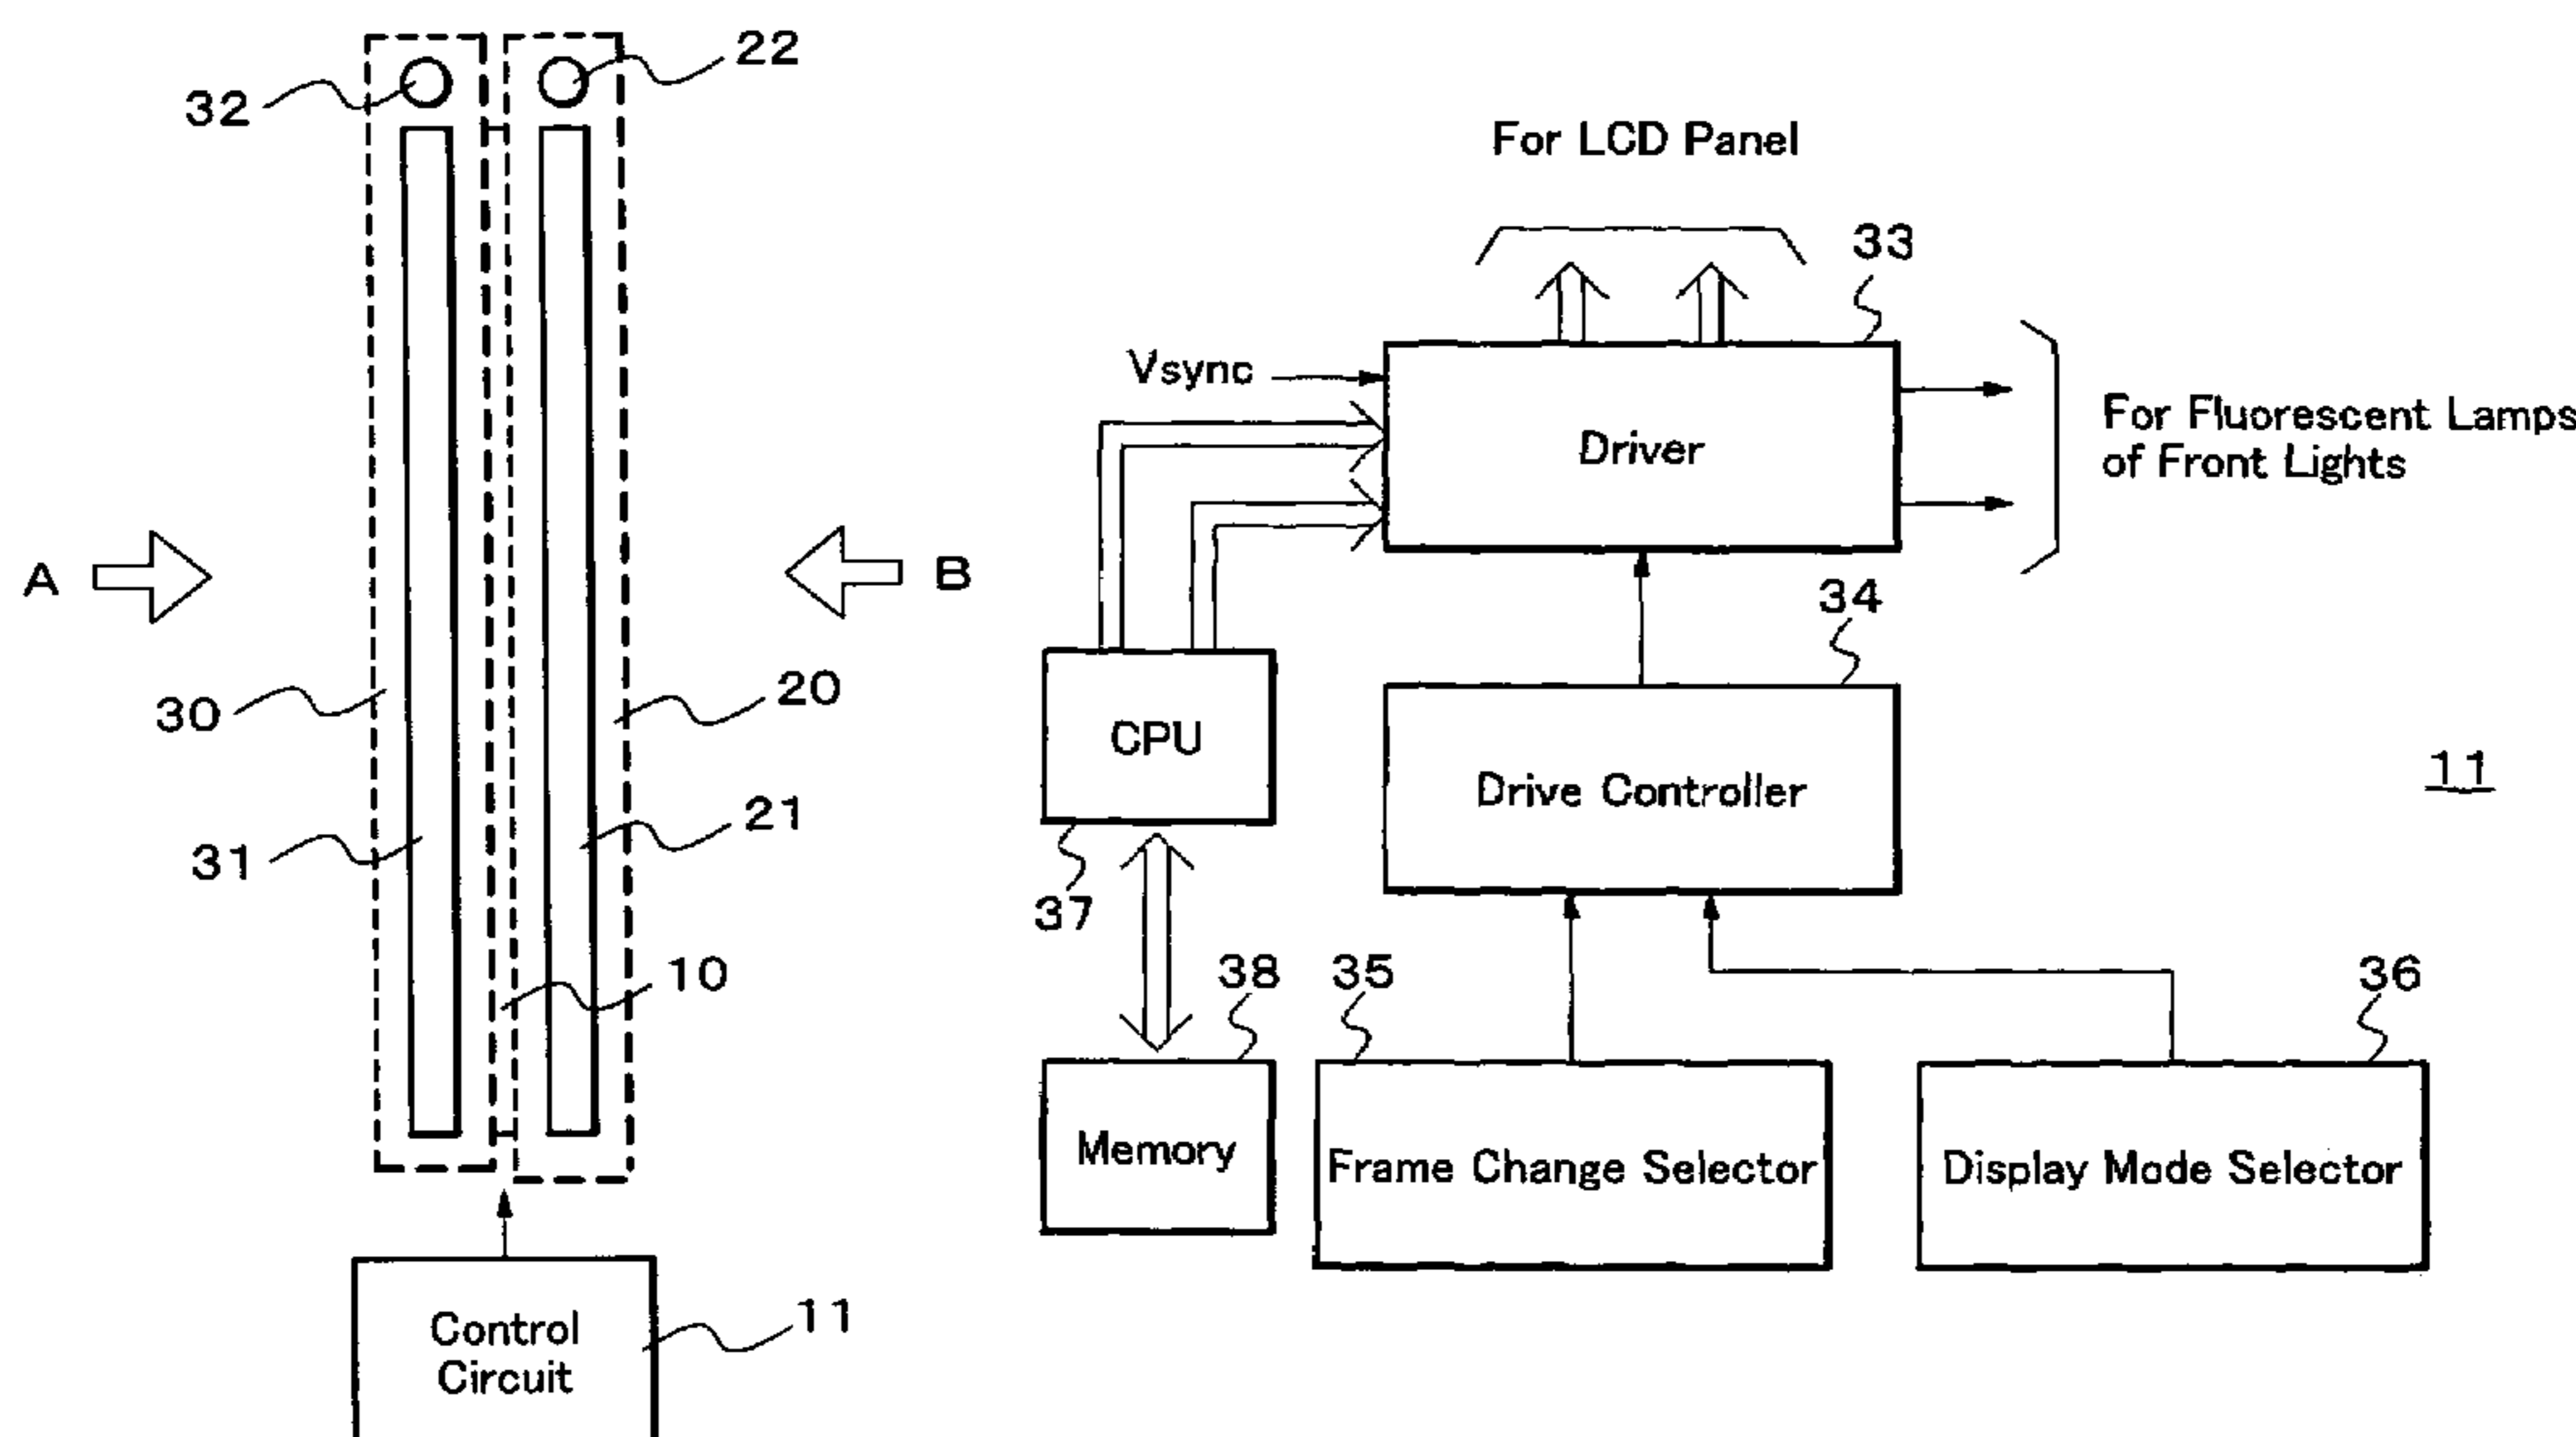 32
22
A
B
30
20
31
21
10
Control
Circuit
11
For LCD Panel
33
Vsync
Driver
For Fluorescent Lamps
of Front Lights
34
CPU
Drive Controller
11
37
38
35
36
Memory
Frame Change Selector
Display Mode Selector